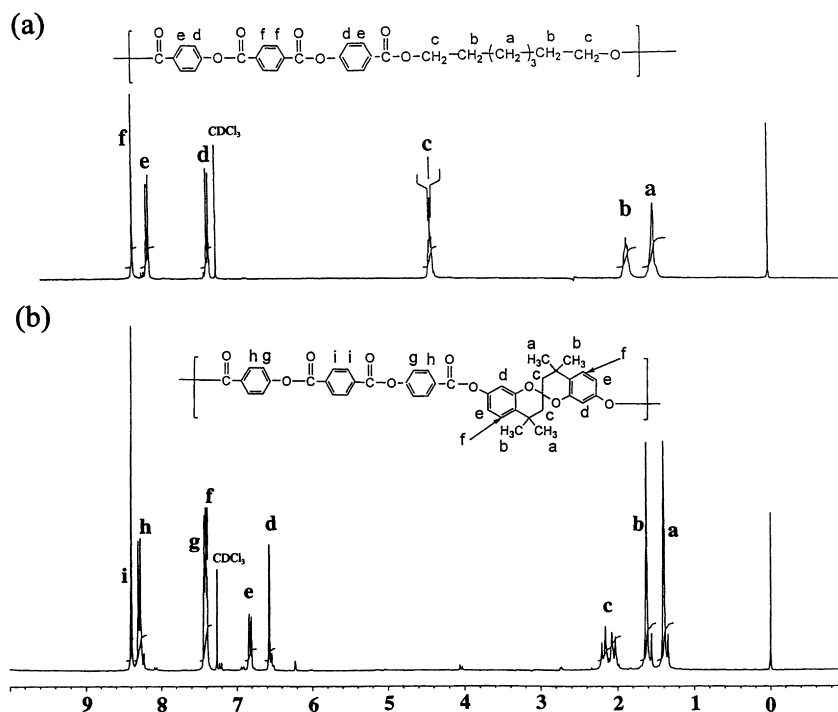 (a)
e d f f d e c b a b c
O O O O
C O C C O C O CH₂ CH₂ (CH₂)₃ CH₂ CH₂ O
f e d CDCl₃ c b a
(b)
a b f
H₃C CH₃
h g i i g h d c e
O O O O
C O C C O C O O O O
e c d
f H₃C CH₃
b a
i h g f CDCl₃ e d c b a
9 8 7 6 5 4 3 2 1 0